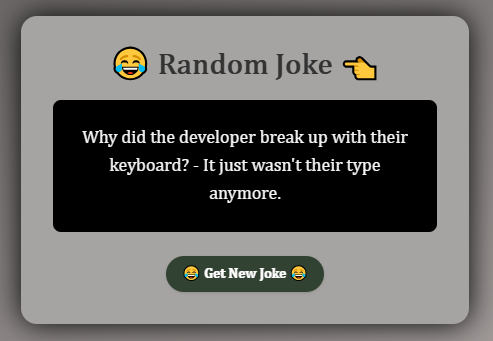 😂 Random Joke 👈
Why did the developer break up with their
keyboard? - It just wasn't their type
anymore.
😂 Get New Joke 😂